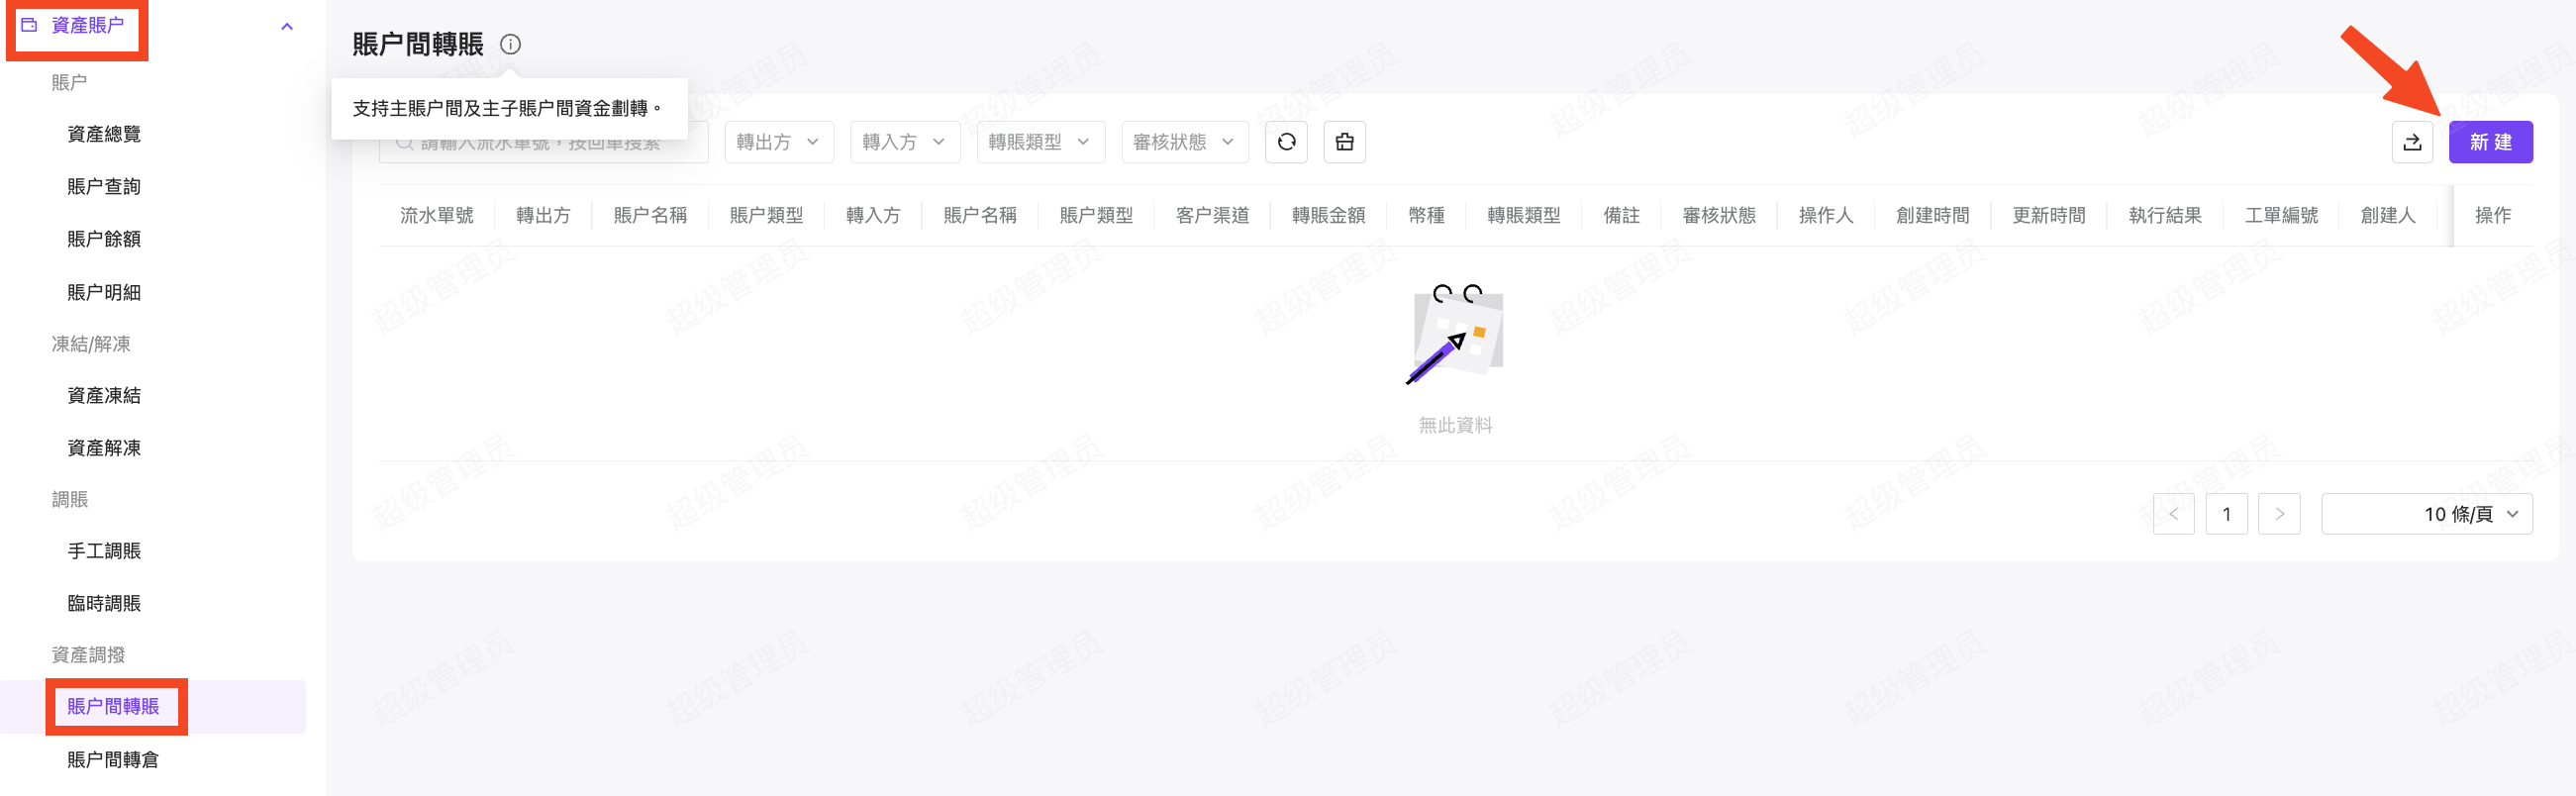 資產賬户
賬户
資產總覽
賬户查詢
賬户餘額
賬户明細
凍結/解凍
資產凍結
資產解凍
調賬
手工調賬
臨時調賬
資產調撥
賬户間轉賬
賬户間轉倉
賬户間轉賬
支持主賬户間及主子賬户間資金劃轉。
請輸入流水單號，按回車搜索 轉出方 轉入方 轉賬類型 審核狀態 新 建
流水單號 轉出方 賬户名稱 賬户類型 轉入方 賬户名稱 賬户類型 客户渠道 轉賬金額 幣種 轉賬類型 備註 審核狀態 操作人 創建時間 更新時間 執行結果 工單編號 創建人 操作
無此資料
< 1 > 10 條/頁
超级管理员